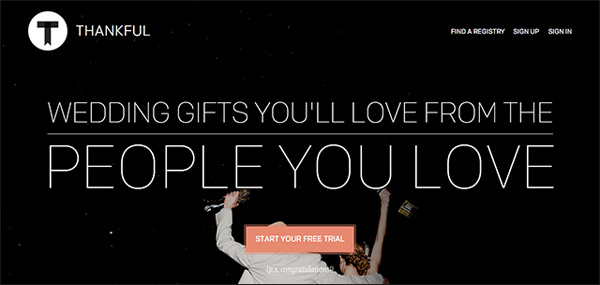 THANKFUL
FIND A REGISTRY SIGN UP SIGN IN
WEDDING GIFTS YOU'LL LOVE FROM THE
PEOPLE YOU LOVE
START YOUR FREE TRIAL
(p.s. congratulations!)